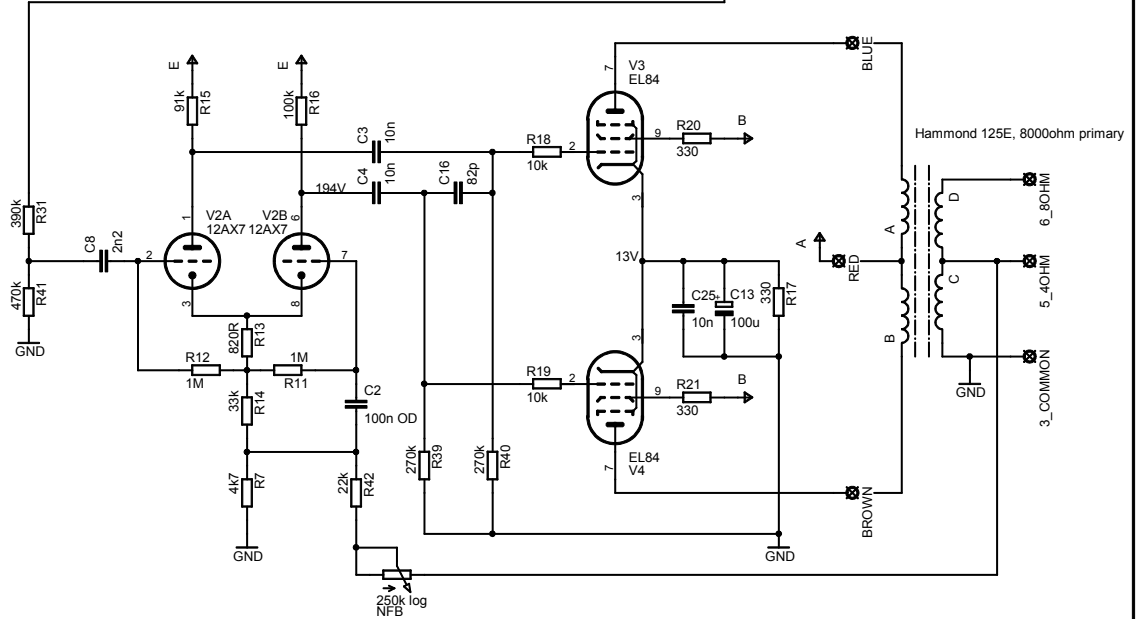 E
91k
R15
E
100k
R16
C3
10n
C4
10n
C16
82p
194V
V2A
12AX7
V2B
12AX7
1
2
3
6
7
8
390k
R31
470k
R41
GND
C8
2n2
820R
R13
R12
1M
1M
R11
33k
R14
C2
100n OD
4k7
R7
GND
22k
R42
270k
R39
270k
R40
250k log
NFB
V3
EL84
7
R18
10k
2
9
R20
330
B
3
13V
C25
10n
+
C13
100u
330
R17
3
R19
10k
2
9
R21
330
B
EL84
V4
7
GND
BLUE
A
RED
BROWN
A
B
D
C
Hammond 125E, 8000ohm primary
6_8OHM
5_4OHM
3_COMMON
GND